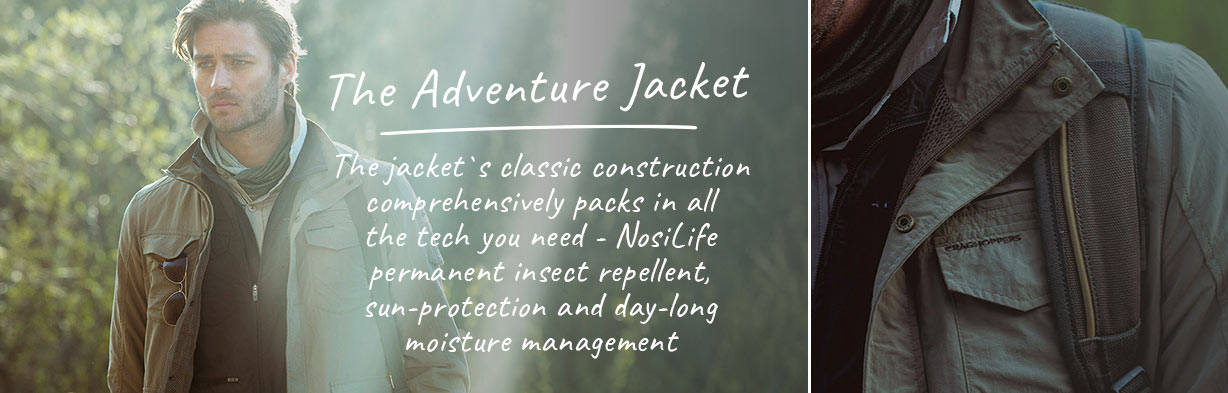 The Adventure Jacket
The jacket`s classic construction
comprehensively packs in all
the tech you need - NosiLife
permanent insect repellent,
sun-protection and day-long
moisture management
CRAGHOPPERS